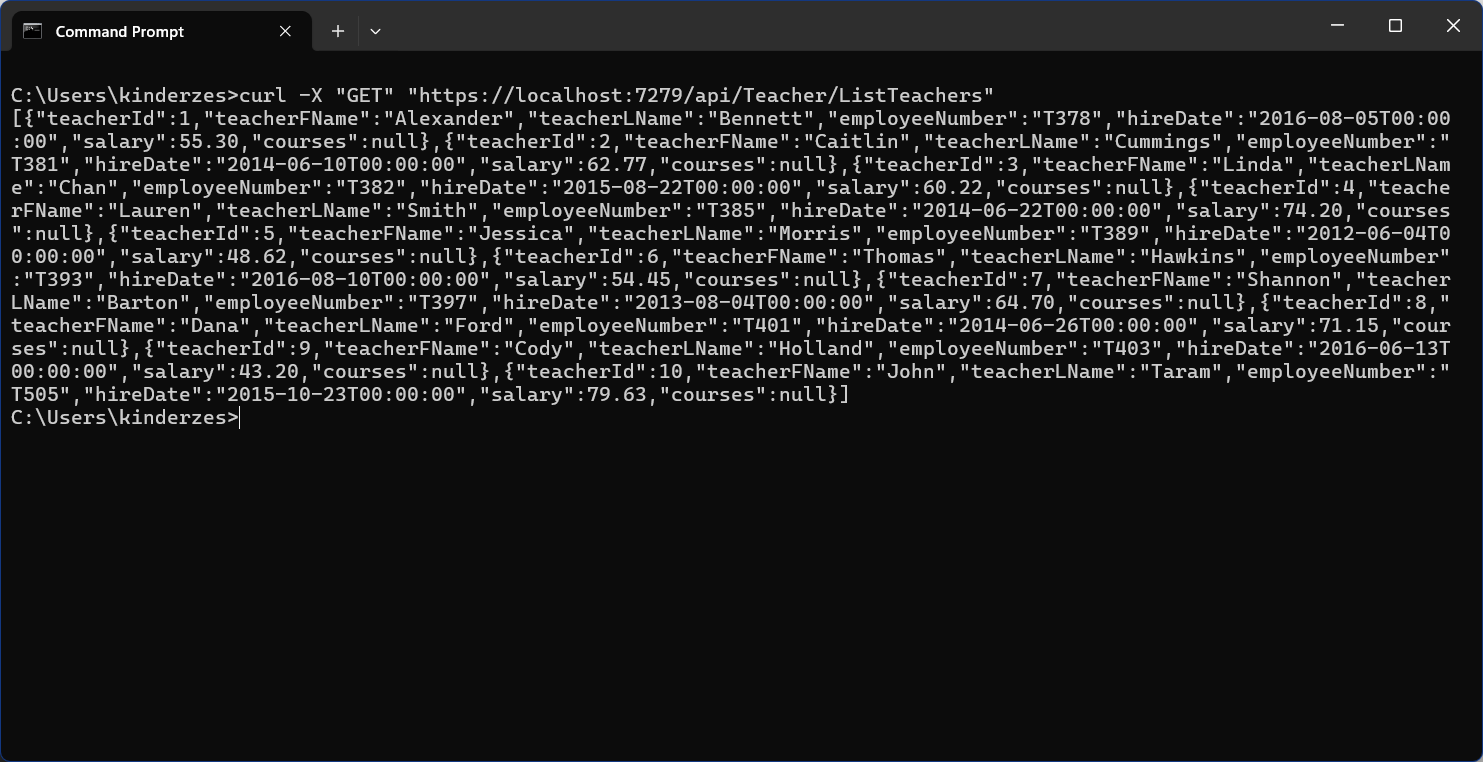 Command Prompt
C:\Users\kinderzes>curl -X "GET" "https://localhost:7279/api/Teacher/ListTeachers"
[{"teacherId":1,"teacherFName":"Alexander","teacherLName":"Bennett","employeeNumber":"T378","hireDate":"2016-08-05T00:00
:00","salary":55.30,"courses":null},{"teacherId":2,"teacherFName":"Caitlin","teacherLName":"Cummings","employeeNumber":"
T381","hireDate":"2014-06-10T00:00:00","salary":62.77,"courses":null},{"teacherId":3,"teacherFName":"Linda","teacherLNam
e":"Chan","employeeNumber":"T382","hireDate":"2015-08-22T00:00:00","salary":60.22,"courses":null},{"teacherId":4,"teache
rFName":"Lauren","teacherLName":"Smith","employeeNumber":"T385","hireDate":"2014-06-22T00:00:00","salary":74.20,"courses
":null},{"teacherId":5,"teacherFName":"Jessica","teacherLName":"Morris","employeeNumber":"T389","hireDate":"2012-06-04T0
0:00:00","salary":48.62,"courses":null},{"teacherId":6,"teacherFName":"Thomas","teacherLName":"Hawkins","employeeNumber"
:"T393","hireDate":"2016-08-10T00:00:00","salary":54.45,"courses":null},{"teacherId":7,"teacherFName":"Shannon","teacher
LName":"Barton","employeeNumber":"T397","hireDate":"2013-08-04T00:00:00","salary":64.70,"courses":null},{"teacherId":8,"
teacherFName":"Dana","teacherLName":"Ford","employeeNumber":"T401","hireDate":"2014-06-26T00:00:00","salary":71.15,"cour
ses":null},{"teacherId":9,"teacherFName":"Cody","teacherLName":"Holland","employeeNumber":"T403","hireDate":"2016-06-13T
00:00:00","salary":43.20,"courses":null},{"teacherId":10,"teacherFName":"John","teacherLName":"Taram","employeeNumber":"
T505","hireDate":"2015-10-23T00:00:00","salary":79.63,"courses":null}]
C:\Users\kinderzes>